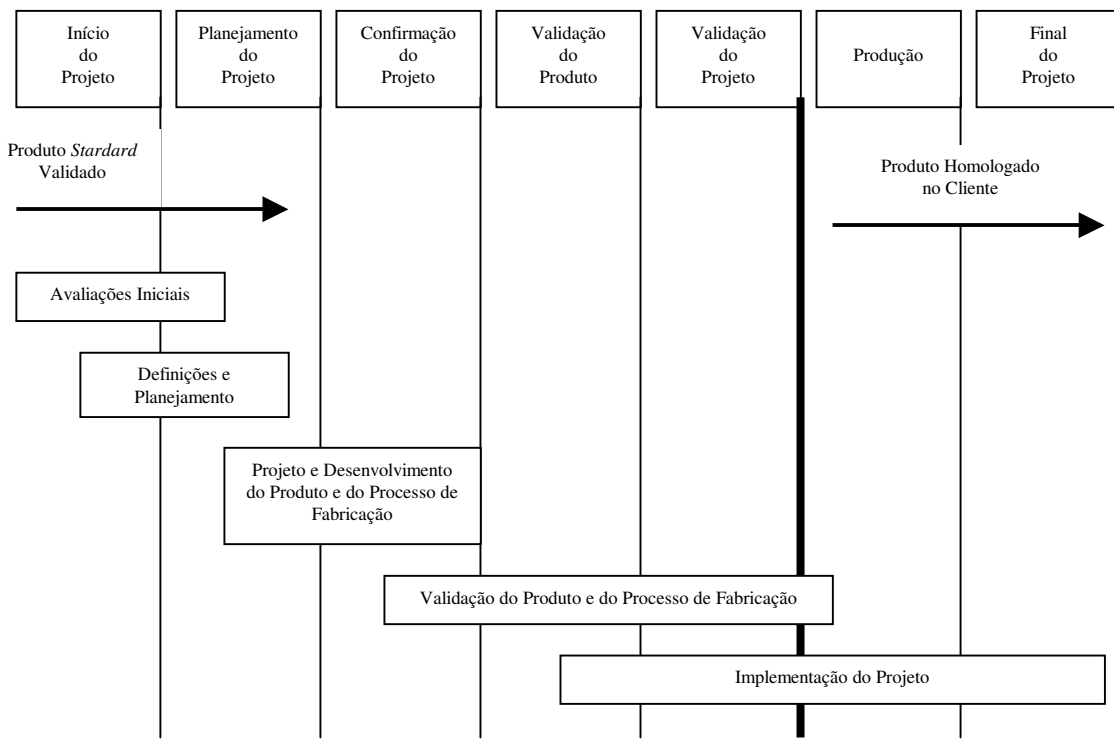 Início
do
Projeto
Planejamento
do
Projeto
Confirmação
do
Projeto
Validação
do
Produto
Validação
do
Projeto
Produção
Final
do
Projeto
Produto Stardard
Validado
Produto Homologado
no Cliente
Avaliações Iniciais
Definições e
Planejamento
Projeto e Desenvolvimento
do Produto e do Processo de
Fabricação
Validação do Produto e do Processo de Fabricação
Implementação do Projeto